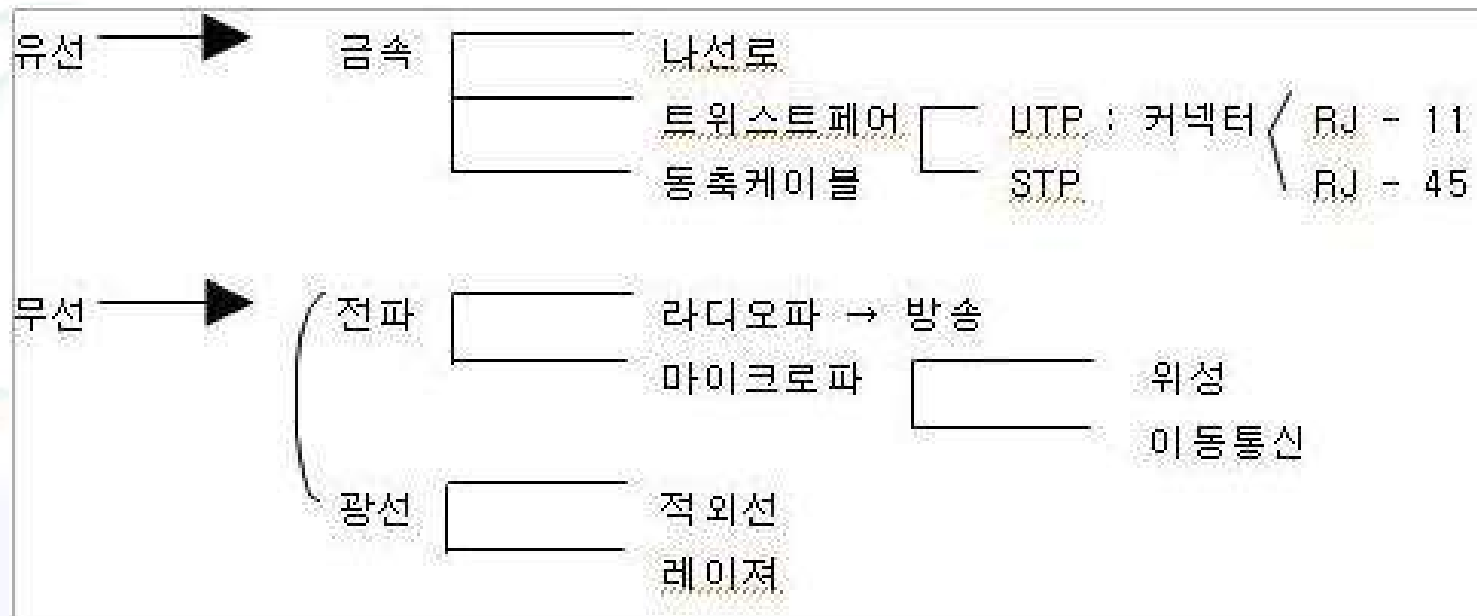 유선 금속 나선로
트위스트페어 UTP : 커넥터 RJ - 11
동축케이블 STP RJ - 45
무선 전파 라디오파 → 방송
마이크로파 위성
이동통신
광선 적외선
레이져